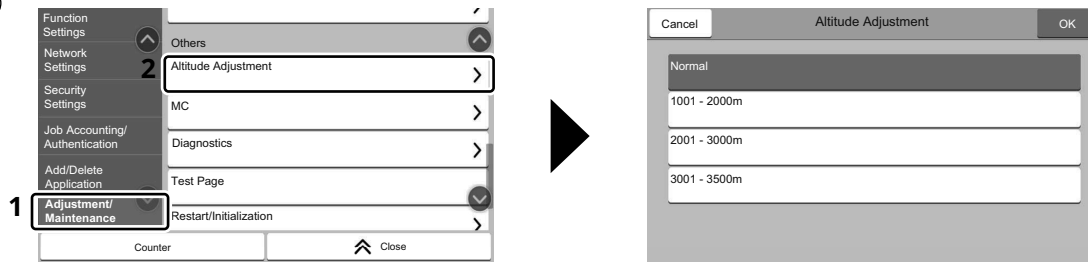 Function
Settings
Network
Settings
Security
Settings
Job Accounting/
Authentication
Add/Delete
Application
1
Adjustment/
Maintenance
Others
2
Altitude Adjustment
MC
Diagnostics
Test Page
Restart/Initialization
Counter
Close
Cancel
Altitude Adjustment
OK
Normal
1001 - 2000m
2001 - 3000m
3001 - 3500m